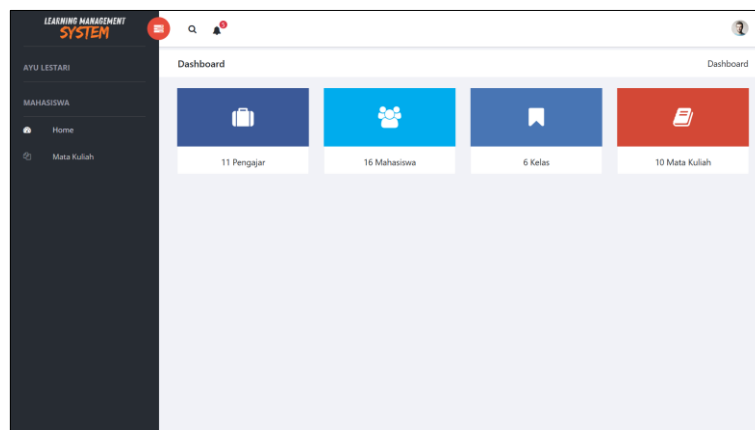 LEARNING MANAGEMENT
SYSTEM
AYU LESTARI
MAHASISWA
Home
Mata Kuliah
Dashboard
Dashboard
11 Pengajar
16 Mahasiswa
6 Kelas
10 Mata Kuliah